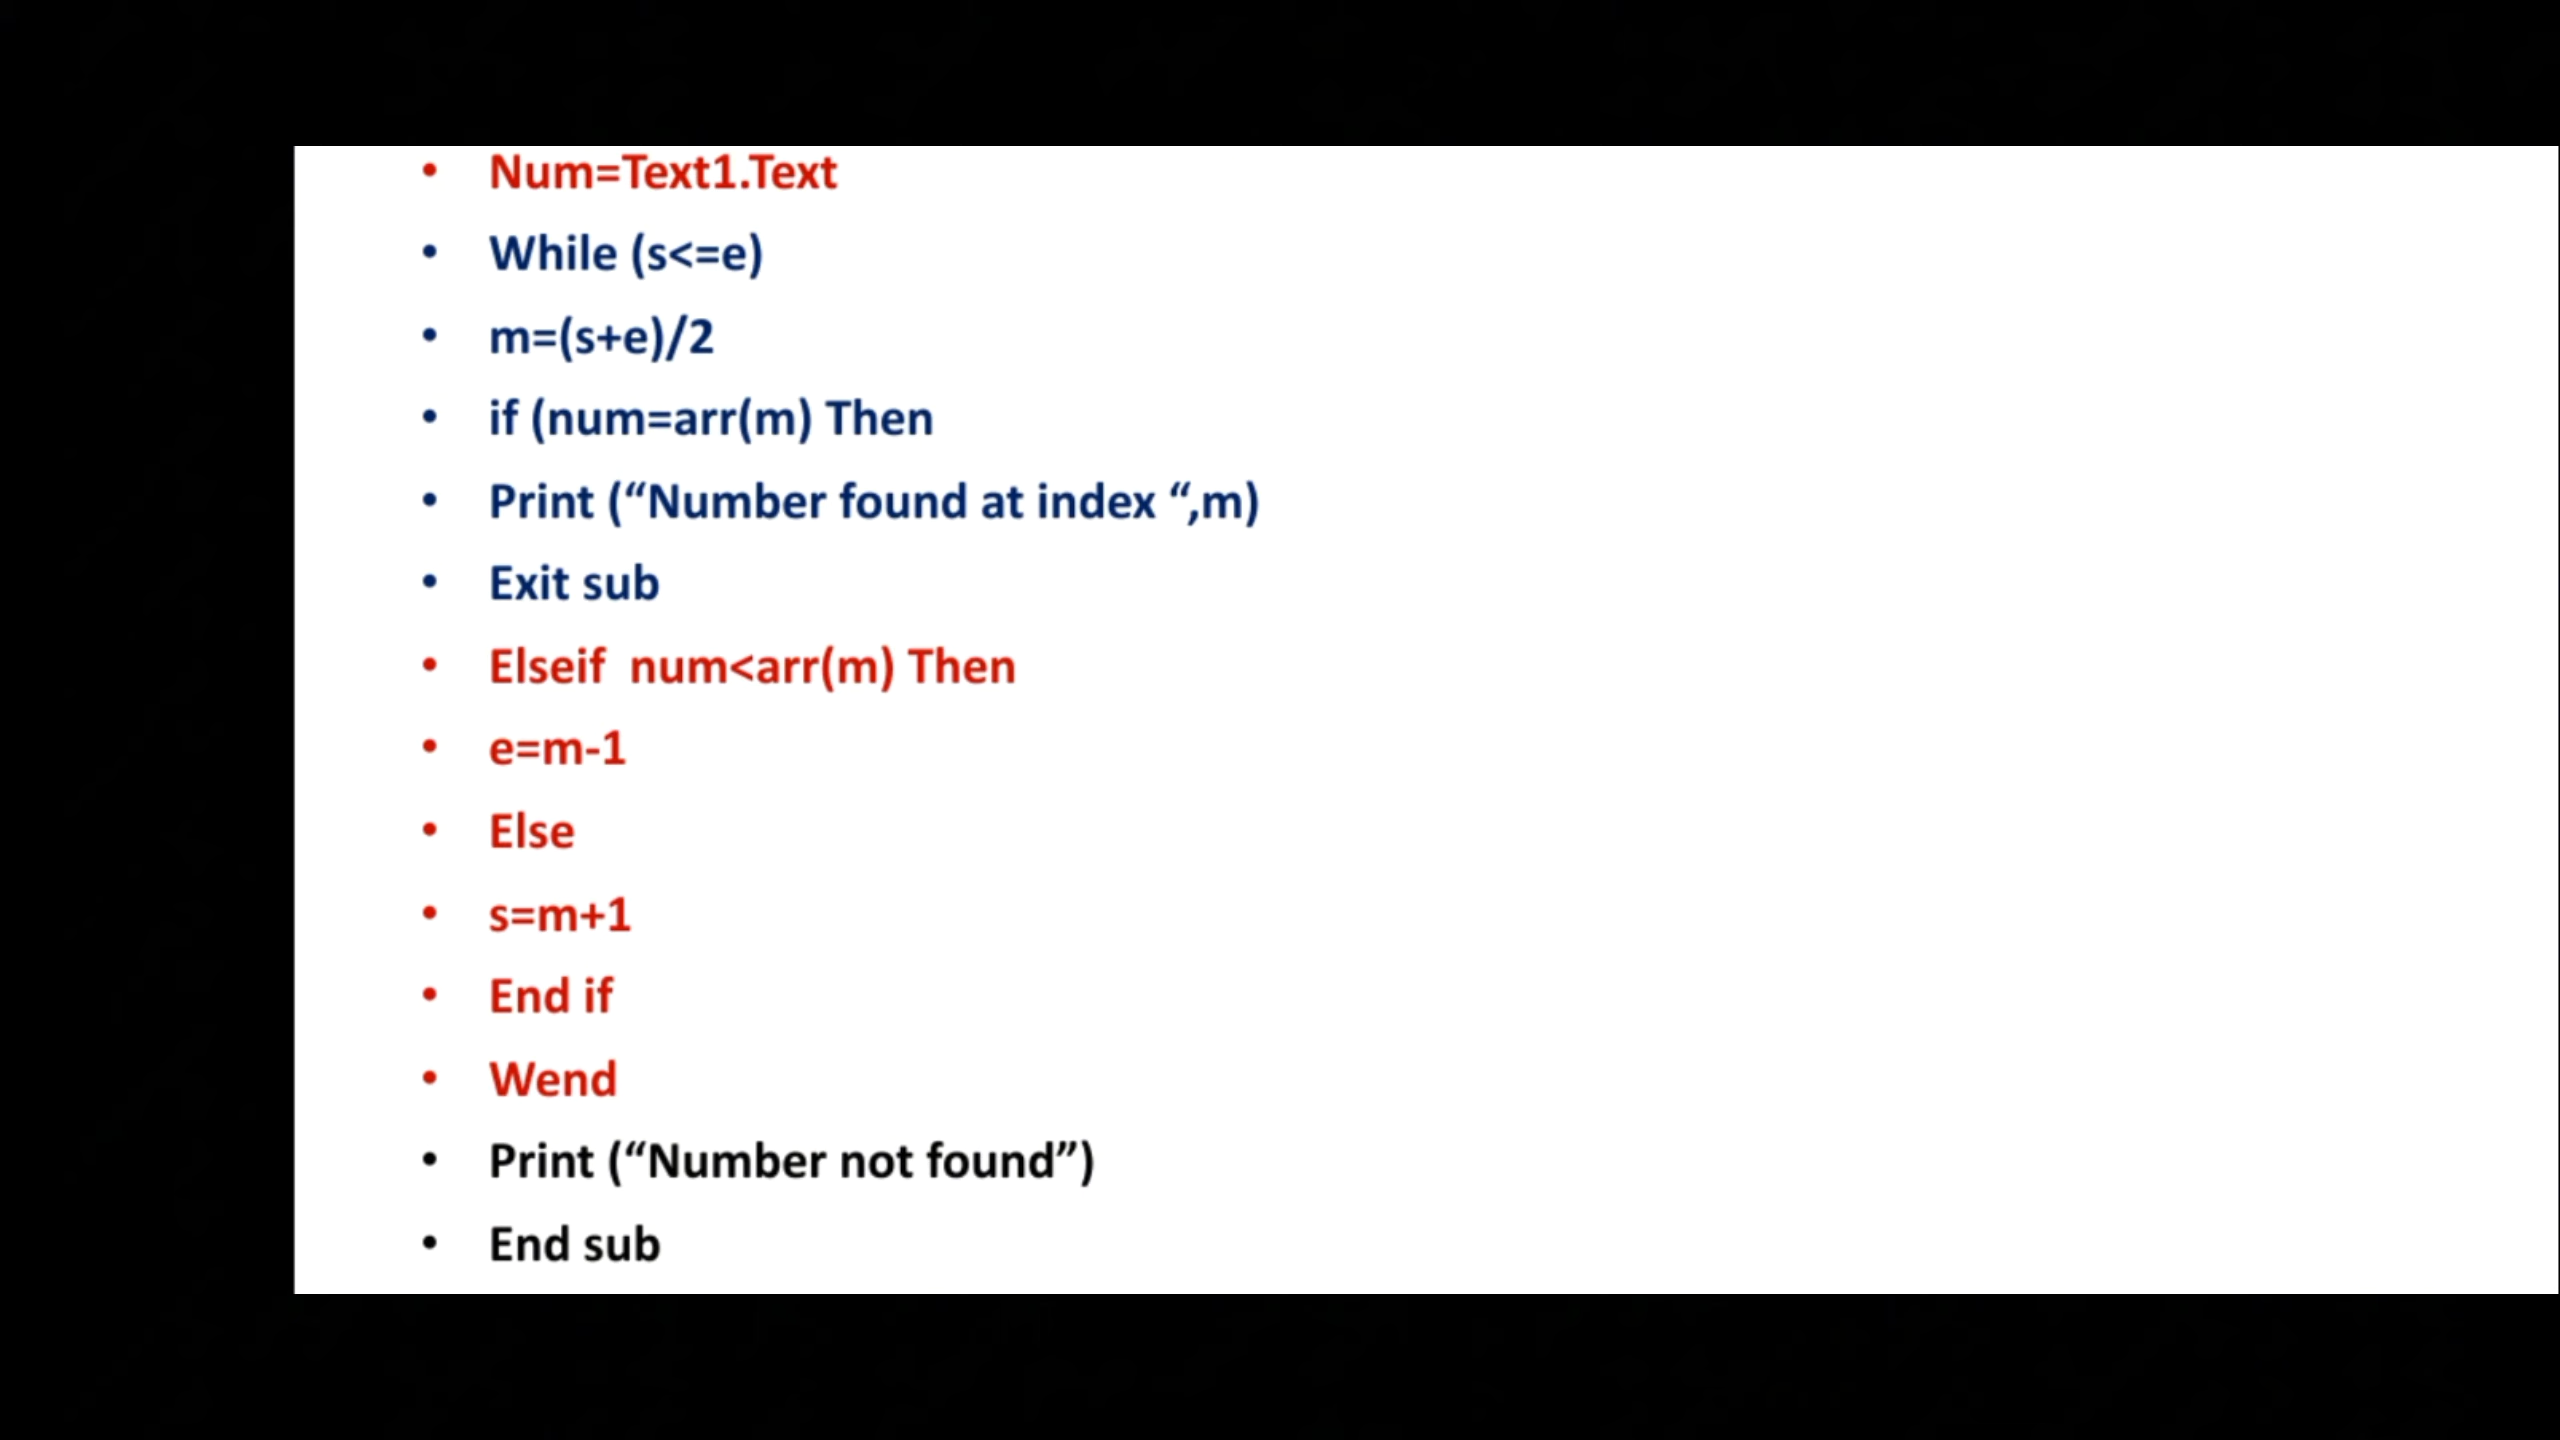 • Num=Text1.Text
• While (s<=e)
• m=(s+e)/2
• if (num=arr(m) Then
• Print (“Number found at index “,m)
• Exit sub
• Elseif  num<arr(m) Then
• e=m-1
• Else
• s=m+1
• End if
• Wend
• Print (“Number not found”)
• End sub